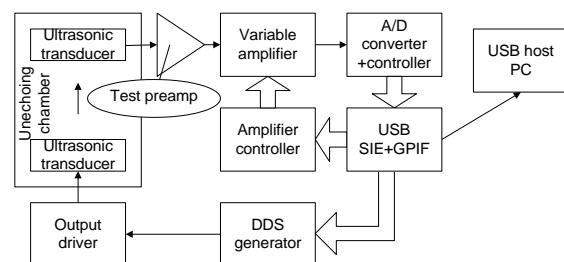 Ultrasonic
transducer
Unechoing
chamber
Ultrasonic
transducer
Test preamp
Variable
amplifier
A/D
converter
+controller
USB host
PC
Amplifier
controller
USB
SIE+GPIF
Output
driver
DDS
generator